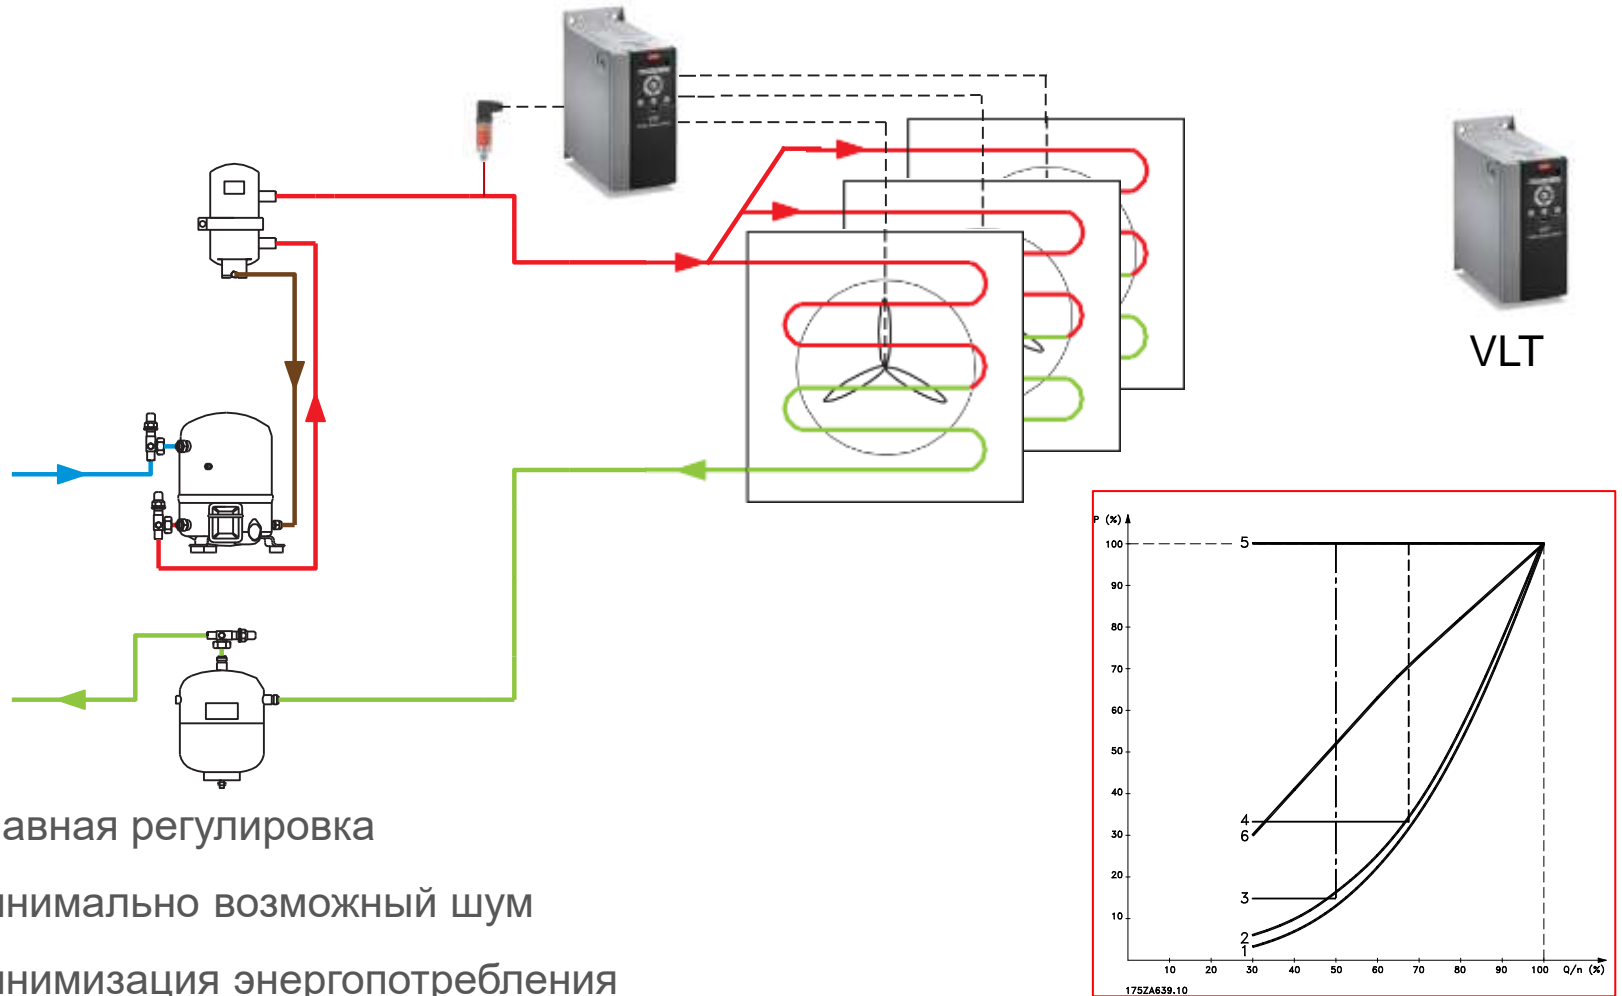 VLT
P (%)
100
90
80
70
60
50
40
30
20
10
5
4
6
3
2
1
10 20 30 40 50 60 70 80 90 100 Q/n (%)
175ZA639.10
авная регулировка
нимально возможный шум
нимизация энергопотребления